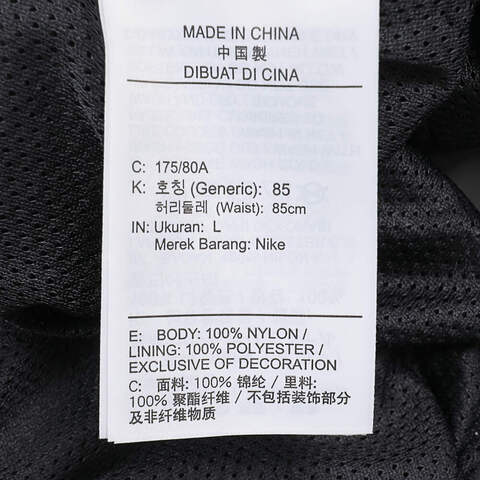 MADE IN CHINA
中国製
DIBUAT DI CINA
C: 175/80A
K: 호칭 (Generic): 85
허리둘레 (Waist): 85cm
IN: Ukuran: L
Merek Barang: Nike
E: BODY: 100% NYLON /
LINING: 100% POLYESTER /
EXCLUSIVE OF DECORATION
C: 面料: 100% 锦纶 / 里料:
100% 聚酯纤维 / 不包括装饰部分
及非纤维物质